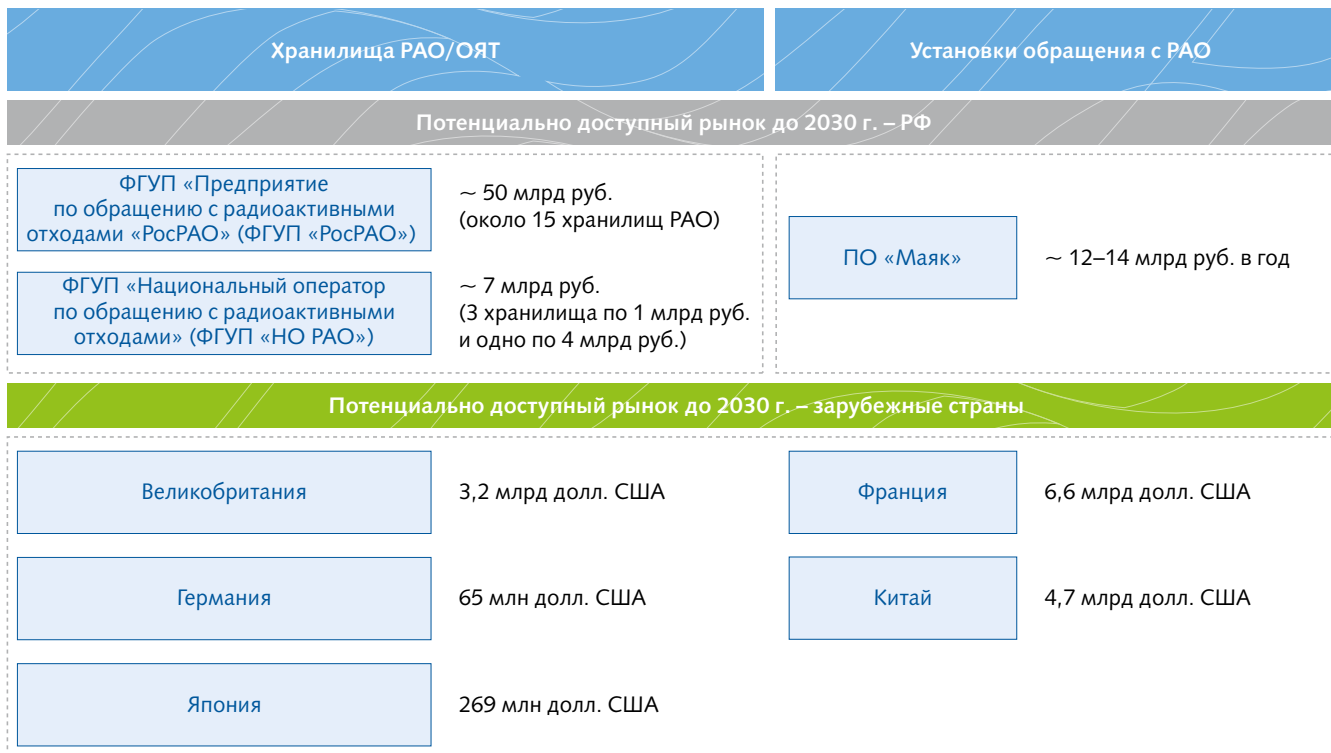 Хранилища РАО/ОЯТ
Установки обращения с РАО
Потенциально доступный рынок до 2030 г. – РФ
ФГУП «Предприятие
по обращению с радиоактивными
отходами «РосРАО» (ФГУП «РосРАО»)
~ 50 млрд руб.
(около 15 хранилищ РАО)
ФГУП «Национальный оператор
по обращению с радиоактивными
отходами» (ФГУП «НО РАО»)
~ 7 млрд руб.
(3 хранилища по 1 млрд руб.
и одно по 4 млрд руб.)
ПО «Маяк»
~ 12–14 млрд руб. в год
Потенциально доступный рынок до 2030 г. – зарубежные страны
Великобритания
3,2 млрд долл. США
Франция
6,6 млрд долл. США
Германия
65 млн долл. США
Китай
4,7 млрд долл. США
Япония
269 млн долл. США